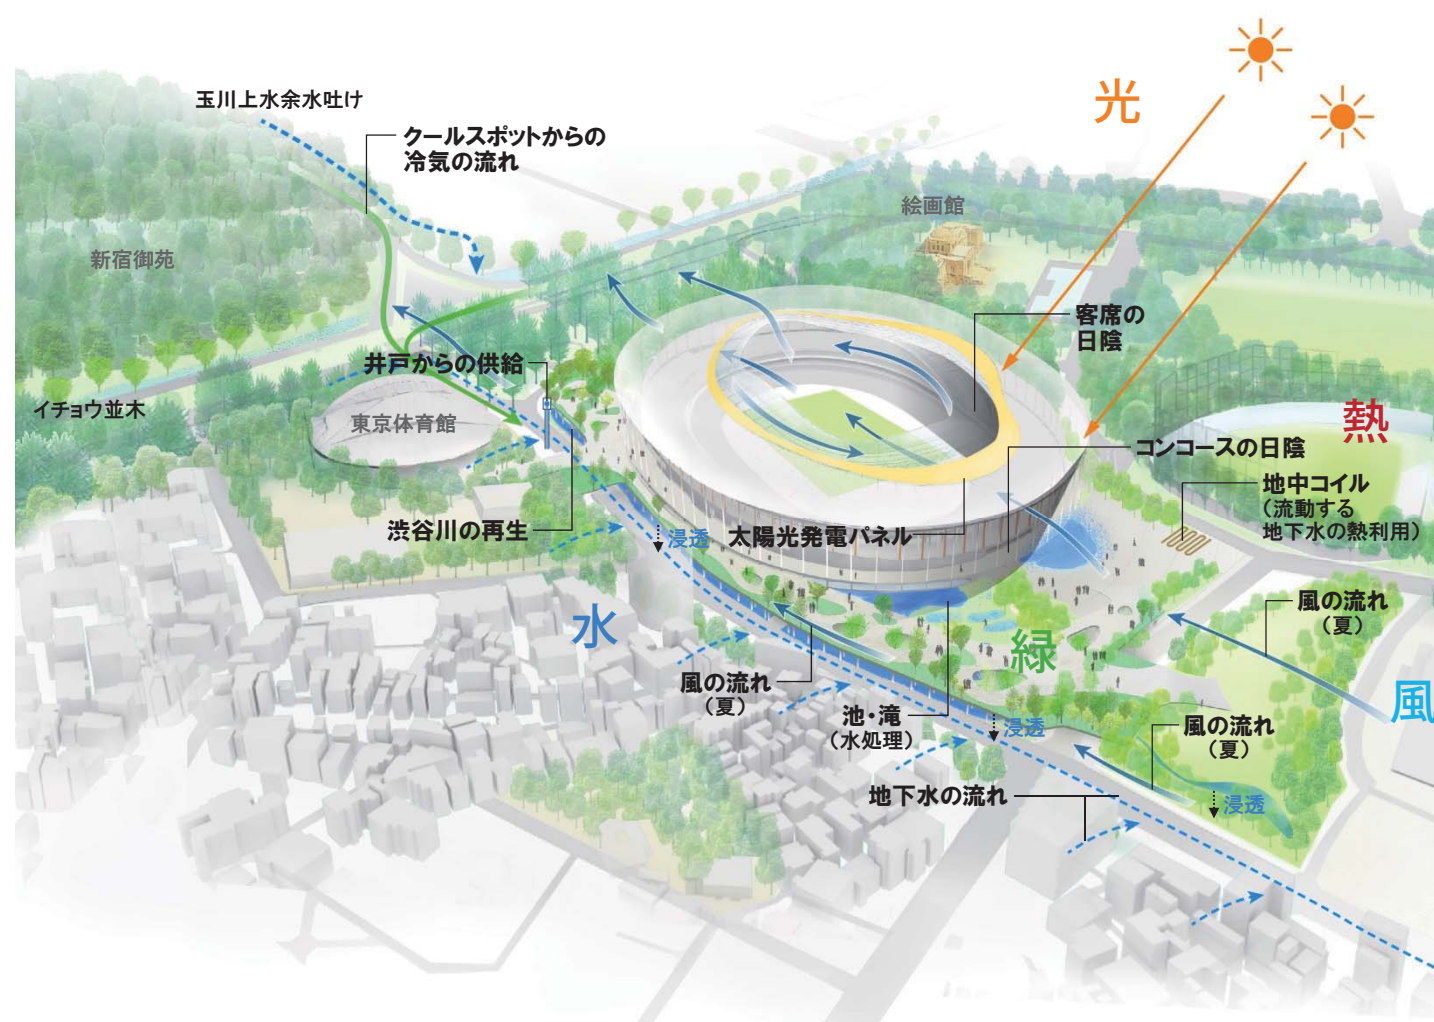 光
玉川上水余水吐け
クールスポットからの
冷気の流れ
絵画館
新宿御苑
客席の
日陰
井戸からの供給
イチョウ並木
東京体育館
熱
コンコースの日陰
地中コイル
(流動する
地下水の熱利用)
渋谷川の再生
浸透
太陽光発電パネル
水
緑
風の流れ
(夏)
風の流れ
(夏)
風
池・滝
(水処理)
浸透
風の流れ
(夏)
地下水の流れ
浸透